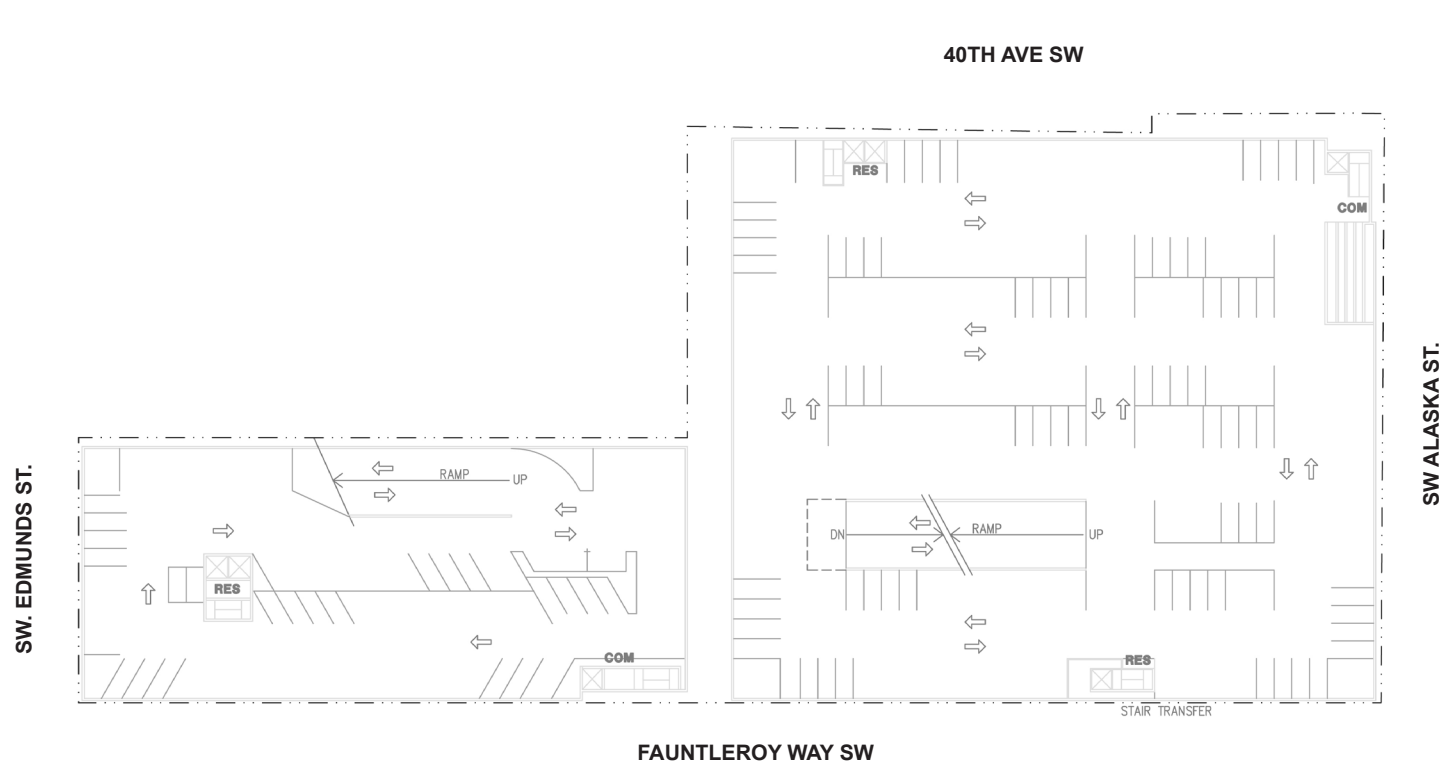 40TH AVE SW
RES
COM
SW ALASKA ST.
SW. EDMUNDS ST.
RAMP
UP
DN
RAMP
UP
RES
COM
RES
STAIR TRANSFER
FAUNTLEROY WAY SW